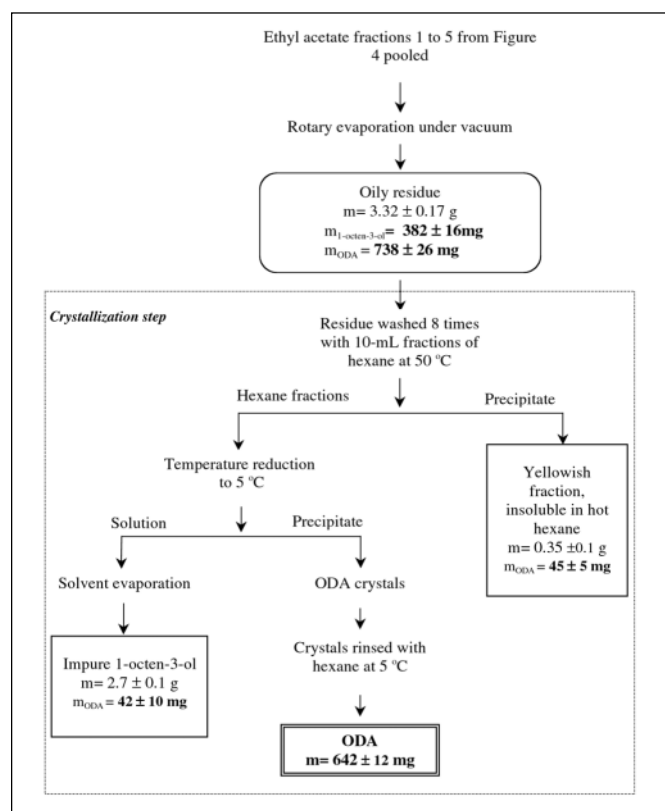 Ethyl acetate fractions 1 to 5 from Figure
4 pooled
Rotary evaporation under vacuum
Oily residue
m= 3.32 ± 0.17 g
m1-octen-3-ol= 382 ± 16mg
mODA = 738 ± 26 mg
Crystallization step
Residue washed 8 times
with 10-mL fractions of
hexane at 50 °C
Hexane fractions
Precipitate
Temperature reduction
to 5 °C
Yellowish
fraction,
insoluble in hot
hexane
m= 0.35 ±0.1 g
mODA = 45 ± 5 mg
Solution
Precipitate
Solvent evaporation
ODA crystals
Impure 1-octen-3-ol
m= 2.7 ± 0.1 g
mODA = 42 ± 10 mg
Crystals rinsed with
hexane at 5 °C
ODA
m= 642 ± 12 mg